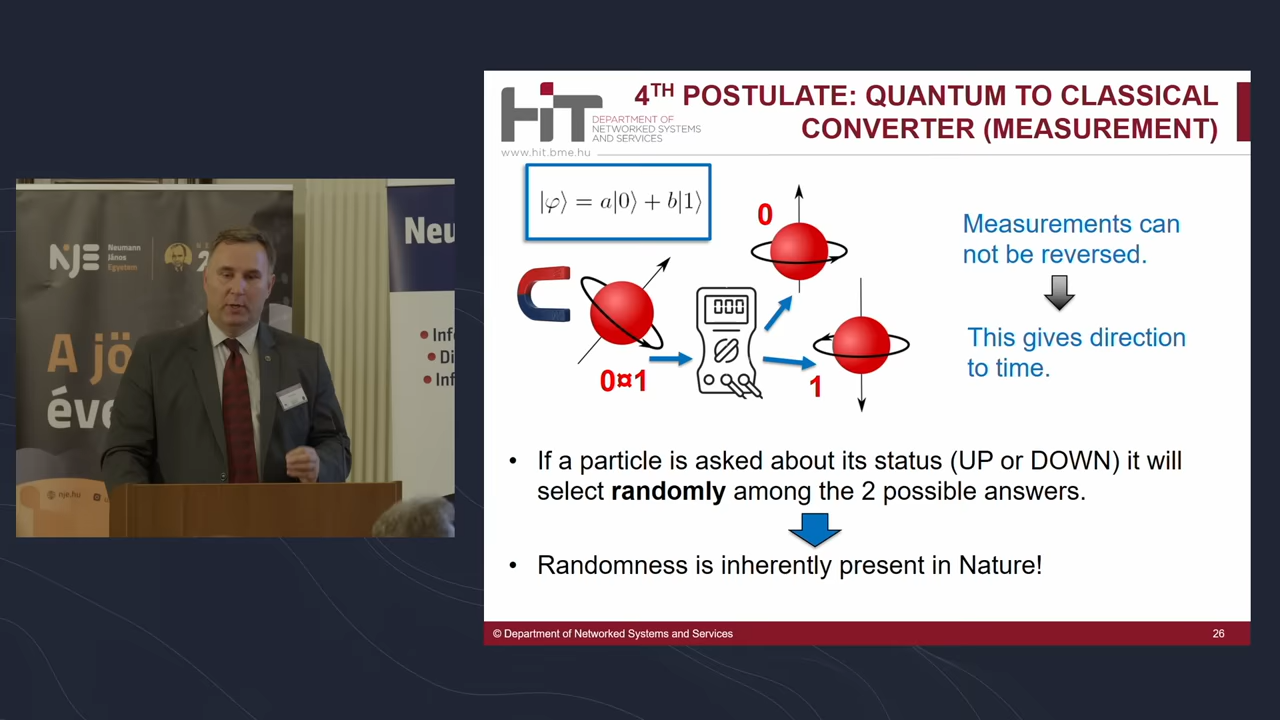 NJE
Neumann
János
Egyetem
2
A jö
éve
nje.hu
Neu
• Inf
• Di
• Inf
HiT
DEPARTMENT OF
NETWORKED SYSTEMS
AND SERVICES
www.hit.bme.hu
4TH POSTULATE: QUANTUM TO CLASSICAL
CONVERTER (MEASUREMENT)
|φ⟩ = a|0⟩ + b|1⟩
0
000
0¤1
1
Measurements can
not be reversed.
This gives direction
to time.
• If a particle is asked about its status (UP or DOWN) it will
select randomly among the 2 possible answers.
• Randomness is inherently present in Nature!
© Department of Networked Systems and Services
26